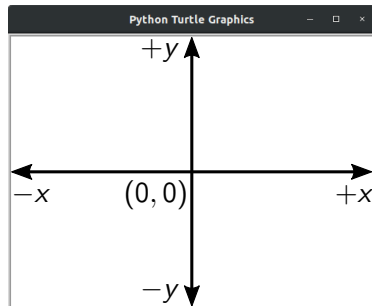 Python Turtle Graphics
+y
−x
(0, 0)
+x
−y